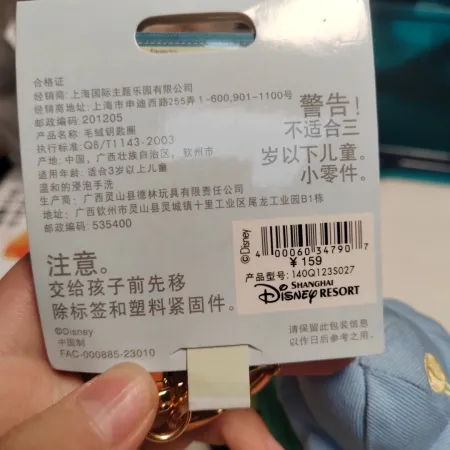 合格证
经销商: 上海国际主题乐园有限公司
经销商地址: 上海市申迪西路255弄1-600,901-1100号
邮政编码: 201205
产品名称: 毛绒钥匙圈
执行标准: QB/T1143-2003
产地: 中国, 广西壮族自治区, 钦州市
适用年龄: 适合3岁以上儿童
温和的浸泡手洗
生产商: 广西灵山县德林玩具有限责任公司
地址: 广西钦州市灵山县灵城镇十里工业区尾龙工业园B1栋
邮政编码: 535400
警告!
不适合三
岁以下儿童。
小零件。
注意。
交给孩子前先移
除标签和塑料紧固件。
©Disney
中国制
FAC-000885-23010
©Disney
4 00060 34790 7
¥ 159
产品型号: 140Q123S027
SHANGHAI
DISNEY RESORT
请保留此包装信息
以作日后参考之用。